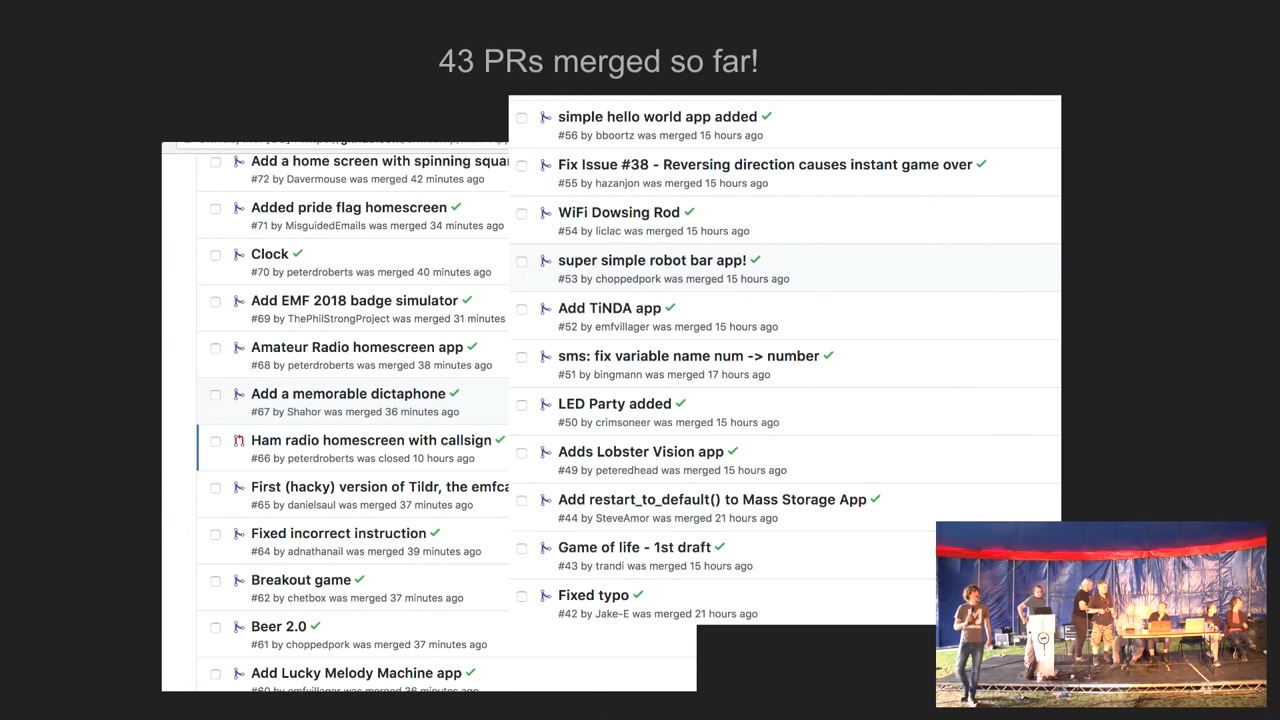 43 PRs merged so far!
Add a home screen with spinning squar
#72 by Davermouse was merged 42 minutes ago
Added pride flag homescreen
#71 by MisguidedEmails was merged 34 minutes ago
Clock
#70 by peterdroberts was merged 40 minutes ago
Add EMF 2018 badge simulator
#69 by ThePhilStrongProject was merged 31 minutes
Amateur Radio homescreen app
#68 by peterdroberts was merged 38 minutes ago
Add a memorable dictaphone
#67 by Shahor was merged 36 minutes ago
Ham radio homescreen with callsign
#66 by peterdroberts was closed 10 hours ago
First (hacky) version of Tildr, the emfca
#65 by danielsaul was merged 37 minutes ago
Fixed incorrect instruction
#64 by adnathanail was merged 39 minutes ago
Breakout game
#62 by chetbox was merged 37 minutes ago
Beer 2.0
#61 by choppedpork was merged 37 minutes ago
Add Lucky Melody Machine app
#60 by emfvillager was merged 36 minutes ago
simple hello world app added
#56 by bboortz was merged 15 hours ago
Fix Issue #38 - Reversing direction causes instant game over
#55 by hazanjon was merged 15 hours ago
WiFi Dowsing Rod
#54 by liclac was merged 15 hours ago
super simple robot bar app!
#53 by choppedpork was merged 15 hours ago
Add TiNDA app
#52 by emfvillager was merged 15 hours ago
sms: fix variable name num -> number
#51 by bingmann was merged 17 hours ago
LED Party added
#50 by crimsoneer was merged 15 hours ago
Adds Lobster Vision app
#49 by peteredhead was merged 15 hours ago
Add restart_to_default() to Mass Storage App
#44 by SteveAmor was merged 21 hours ago
Game of life - 1st draft
#43 by trandi was merged 15 hours ago
Fixed typo
#42 by Jake-E was merged 21 hours ago